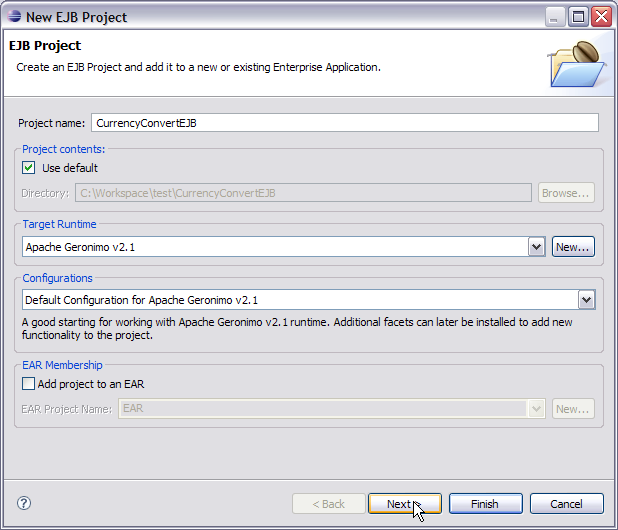 New EJB Project
EJB Project
Create an EJB Project and add it to a new or existing Enterprise Application.
Project name: CurrencyConvertEJB
Project contents:
Use default
Directory: C:\Workspace\test\CurrencyConvertEJB Browse...
Target Runtime
Apache Geronimo v2.1 New...
Configurations
Default Configuration for Apache Geronimo v2.1
A good starting for working with Apache Geronimo v2.1 runtime. Additional facets can later be installed to add new
functionality to the project.
EAR Membership
Add project to an EAR
EAR Project Name: EAR New...
? < Back Next > Finish Cancel